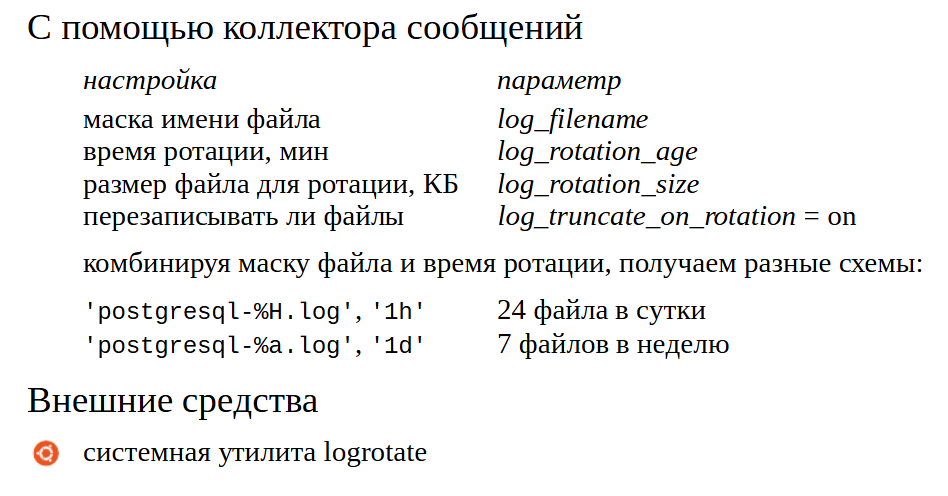 С помощью коллектора сообщений
настройка параметр
маска имени файла log_filename
время ротации, мин log_rotation_age
размер файла для ротации, КБ log_rotation_size
перезаписывать ли файлы log_truncate_on_rotation = on
комбинируя маску файла и время ротации, получаем разные схемы:
'postgresql-%H.log', '1h' 24 файла в сутки
'postgresql-%a.log', '1d' 7 файлов в неделю
Внешние средства
системная утилита logrotate